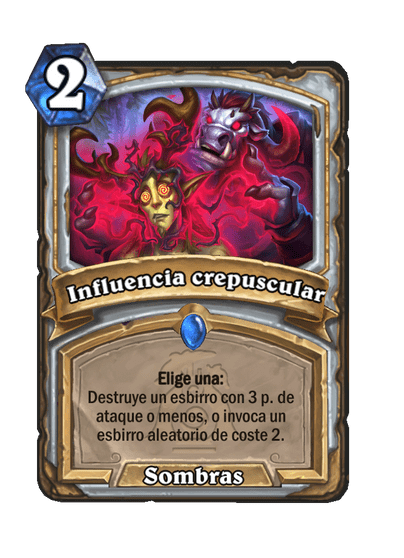 2
Influencia crepuscular
Elige una:
Destruye un esbirro con 3 p. de
ataque o menos, o invoca un
esbirro aleatorio de coste 2.
Sombras